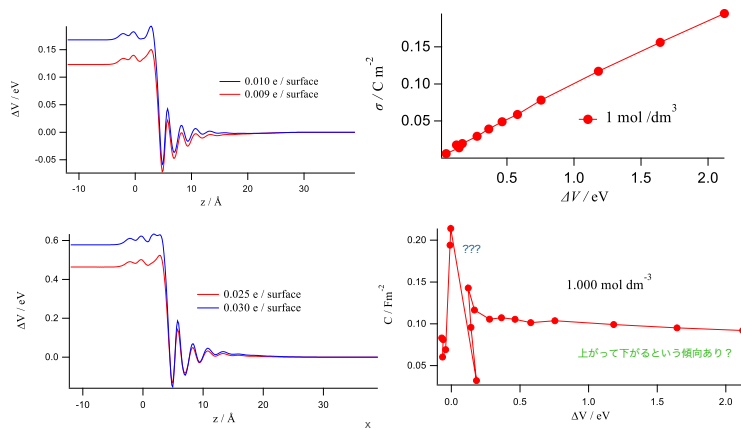 0.15
0.10
0.05
0.00
-0.05
ΔV / eV
0.010 e / surface
0.009 e / surface
-10
0
10
20
30
z / Å
0.15
0.10
0.05
σ / C m⁻²
1 mol /dm³
0.5
1.0
1.5
2.0
ΔV / eV
0.6
0.4
0.2
0.0
ΔV / eV
0.025 e / surface
0.030 e / surface
-10
0
10
20
30
z / Å
x
0.20
0.15
0.10
0.05
C / Fm⁻²
???
1.000 mol dm⁻³
上がって下がるという傾向あり？
0.0
0.5
1.0
1.5
2.0
ΔV / eV